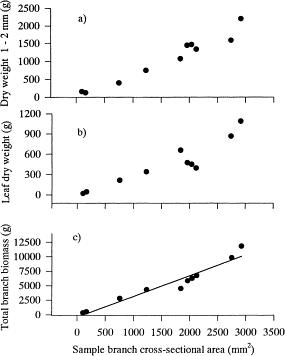 a)
Dry weight 1 - 2 mm (g)
2500
2000
1500
1000
500
0
b)
Leaf dry weight (g)
1200
900
600
300
0
c)
Total branch biomass (g)
12500
10000
7500
5000
2500
0
0 500 1000 1500 2000 2500 3000 3500
Sample branch cross-sectional area (mm²)